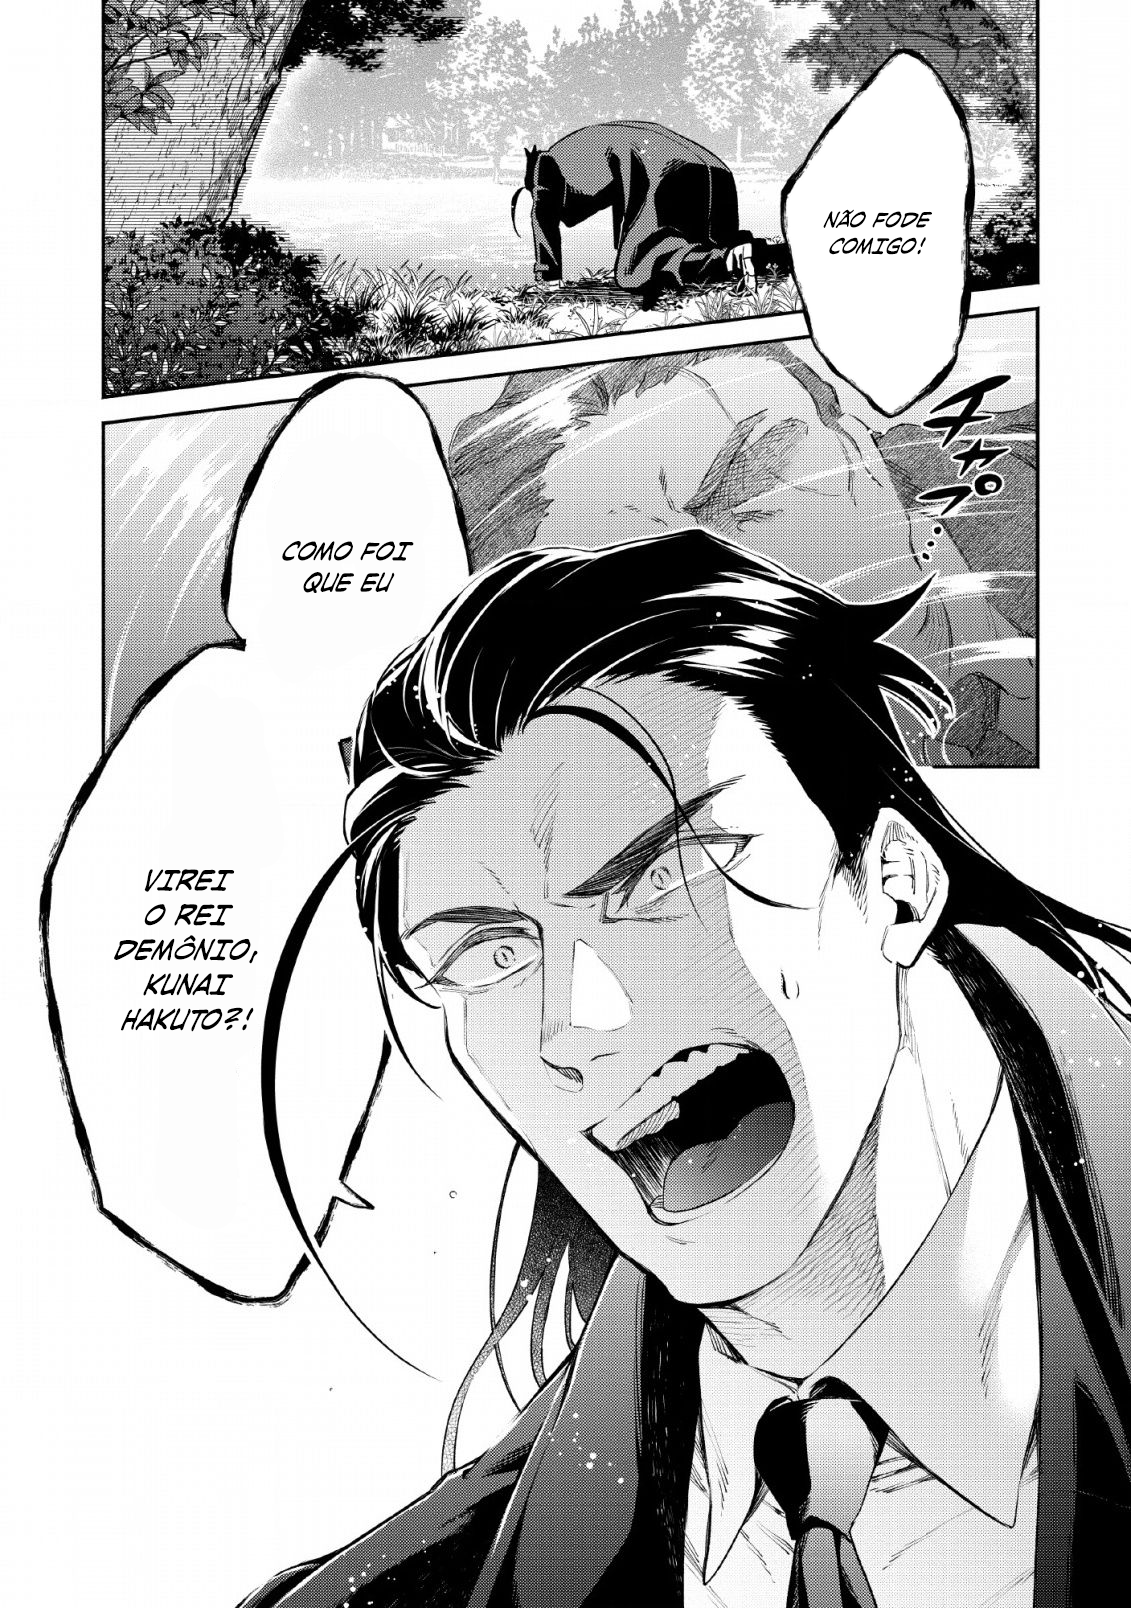 NÃO FODE
COMIGO!
チャプ…
COMO FOI
QUE EU
VIREI
O REI
DEMÔNIO,
KUNAI
HAKUTO?!